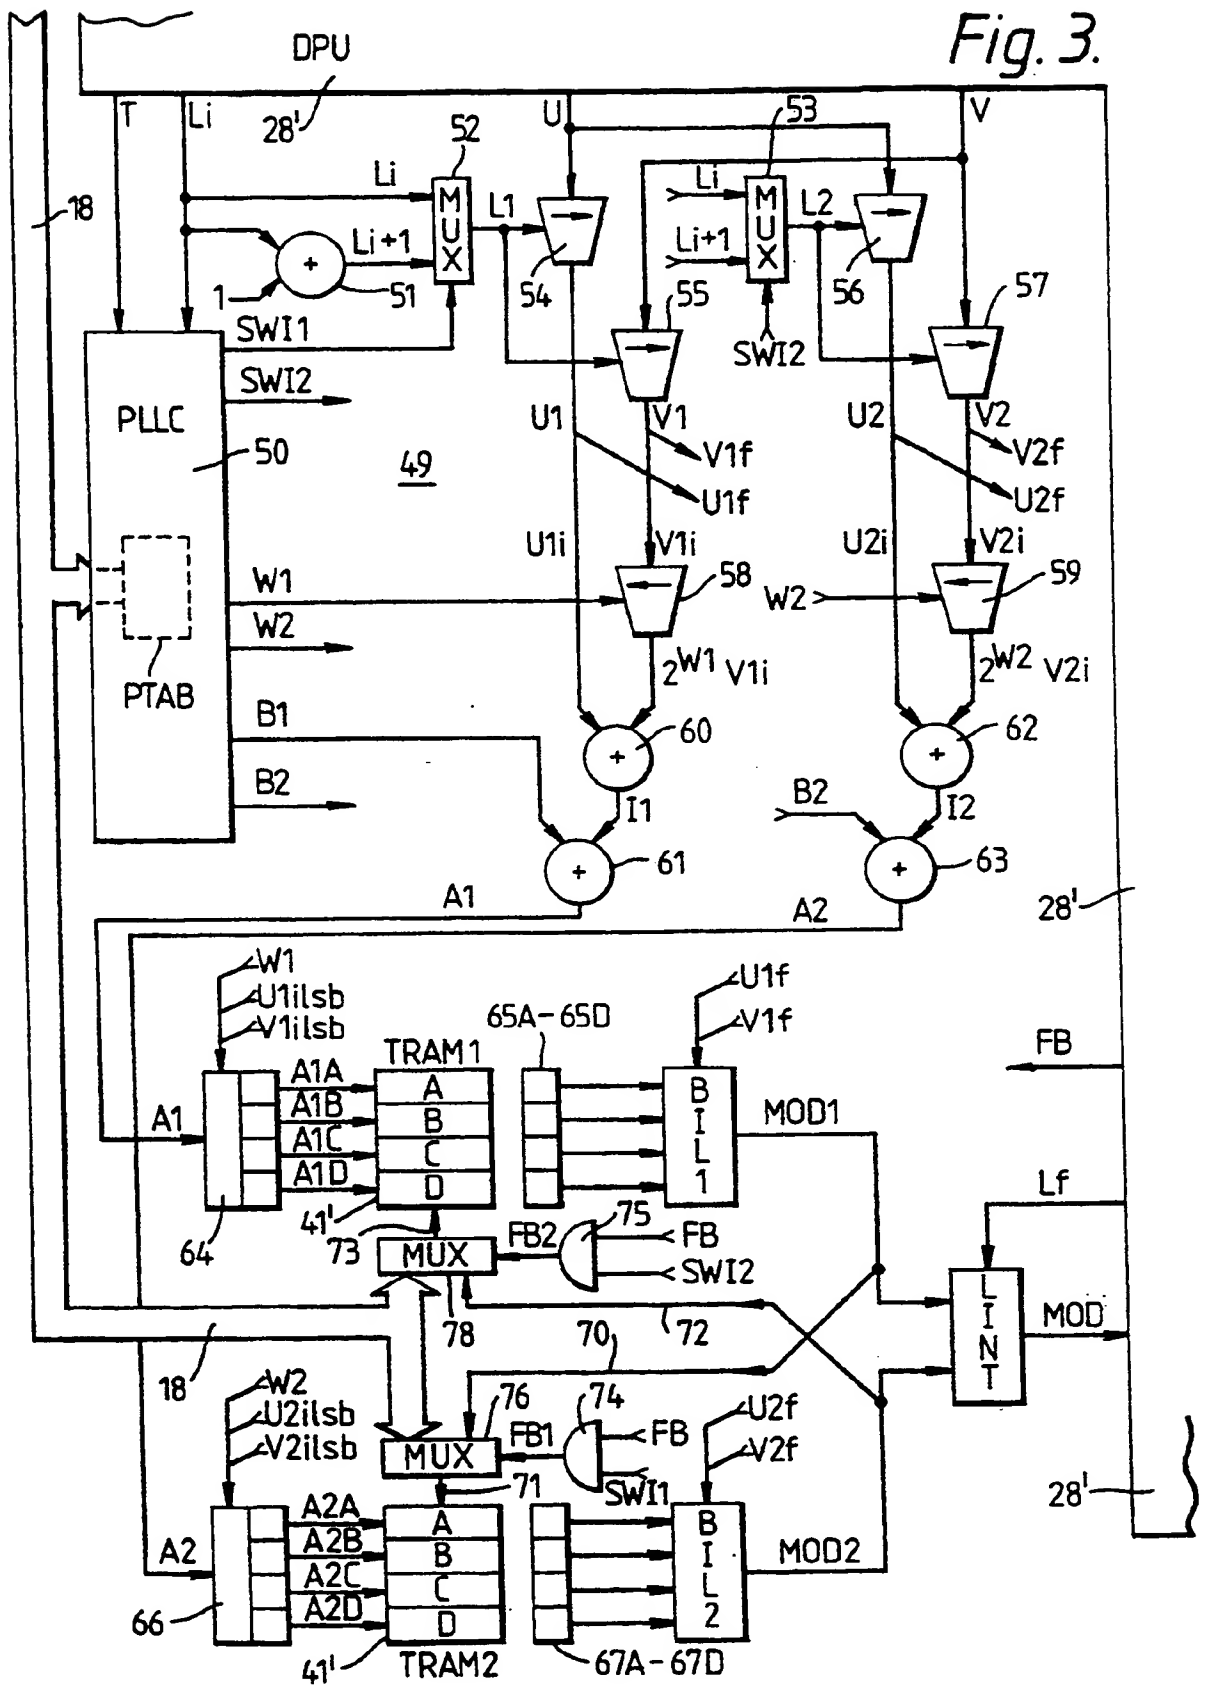 Fig. 3.
DPU
28'
T
Li
U
V
52
53
18
Li
MUX
L1
Li
MUX
L2
Li+1
Li+1
+
51
54
56
1
55
57
SWI1
SWI2
SWI2
PLLC
U1
V1
U2
V2
50
49
V1f
V2f
U1f
U2f
U1i
V1i
U2i
V2i
W1
58
W2
59
W2
PTAB
2W1 V1i
2W2 V2i
B1
60
62
+
+
B2
I1
B2
I2
+
61
+
63
A1
A2
28'
W1
U1ilsb
V1ilsb
65A-65D
U1f
V1f
FB
TRAM1
A1A
A
A1B
B
A1
A1C
C
A1D
D
BIL1
MOD1
Lf
64
41'
73
FB2
75
FB
MUX
SWI2
78
72
70
LINT
MOD
18
W2
U2ilsb
V2ilsb
76
74
FB1
FB
MUX
SWI1
71
U2f
V2f
28'
A2A
A
A2
A2B
B
A2C
C
A2D
D
BIL2
MOD2
66
41'
TRAM2
67A-67D